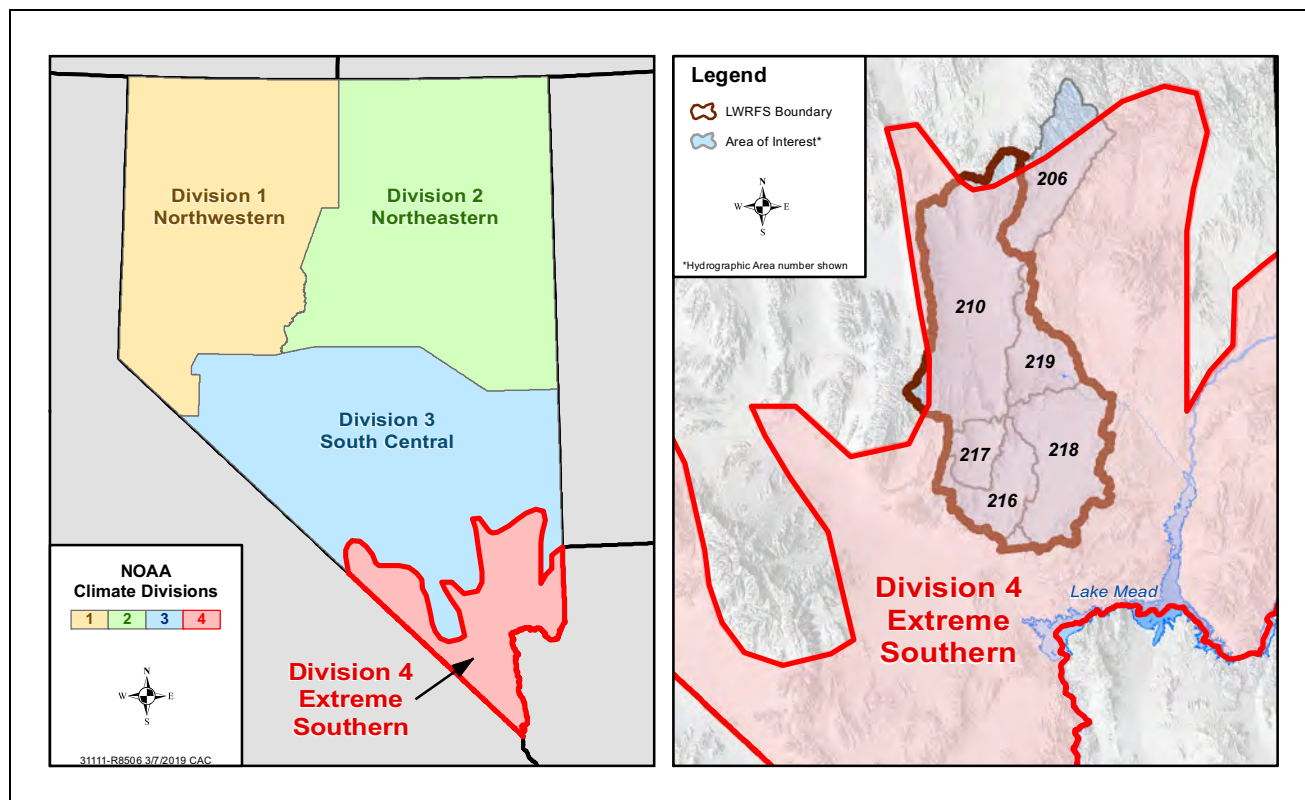 Division 1
Northwestern
Division 2
Northeastern
Division 3
South Central
NOAA
Climate Divisions
1 2 3 4
N
W E
S
31111-R8506 3/7/2019 CAC
Division 4
Extreme
Southern
Legend
LWRFS Boundary
Area of Interest*
N
W E
S
*Hydrographic Area number shown
206
210
219
217
218
216
Division 4
Extreme
Southern
Lake Mead